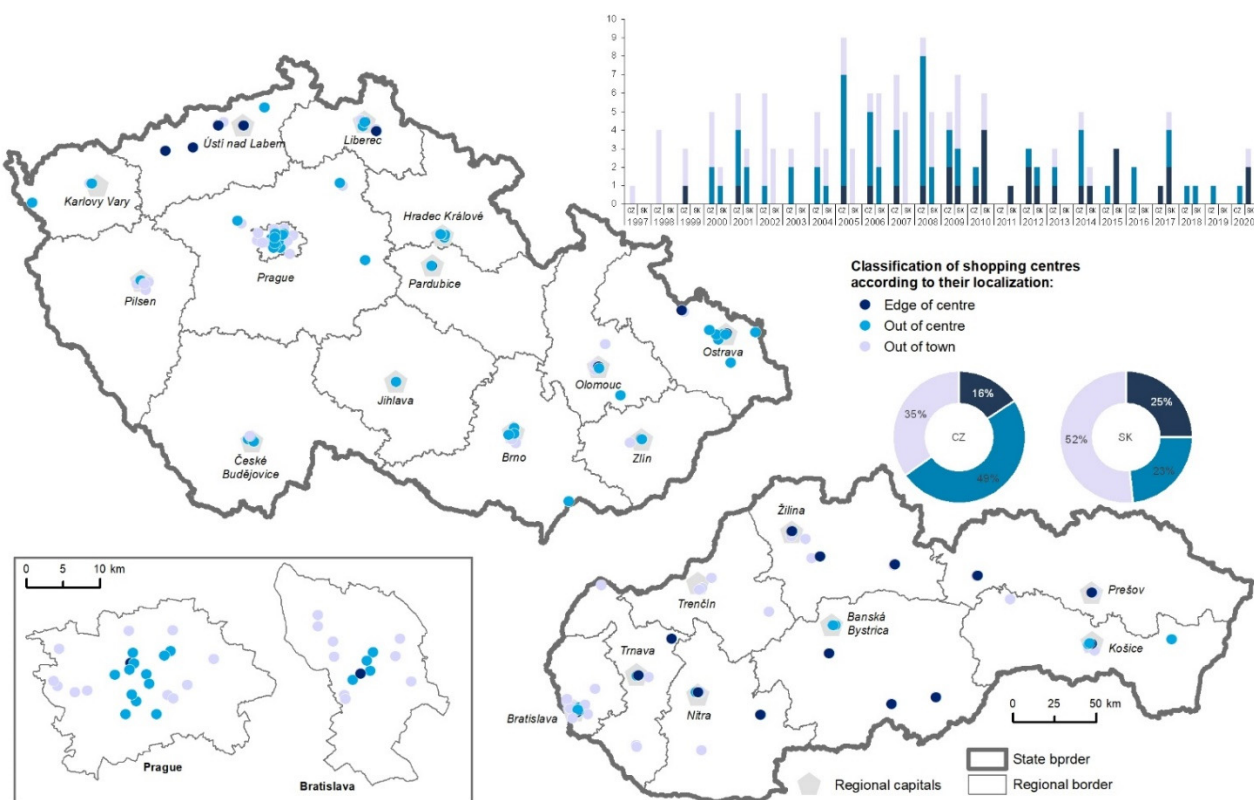 10
9
8
7
6
5
4
3
2
1
0
CZ SK CZ SK CZ SK CZ SK CZ SK CZ SK CZ SK CZ SK CZ SK CZ SK CZ SK CZ SK CZ SK CZ SK CZ SK CZ SK CZ SK CZ SK CZ SK CZ SK CZ SK CZ SK CZ SK CZ SK
1997 1998 1999 2000 2001 2002 2003 2004 2005 2006 2007 2008 2009 2010 2011 2012 2013 2014 2015 2016 2017 2018 2019 2020
Ústí nad Labem
Liberec
Karlovy Vary
Hradec Králové
Prague
Pardubice
Pilsen
Classification of shopping centres
according to their localization:
Edge of centre
Out of centre
Out of town
Ostrava
Olomouc
Jihlava
Brno
Zlín
České
Budějovice
35%
16%
CZ
49%
52%
25%
SK
23%
0 5 10 km
Prague
Bratislava
Žilina
Trenčín
Prešov
Banská
Bystrica
Košice
Trnava
Nitra
Bratislava
0 25 50 km
State bprder
Regional capitals
Regional border